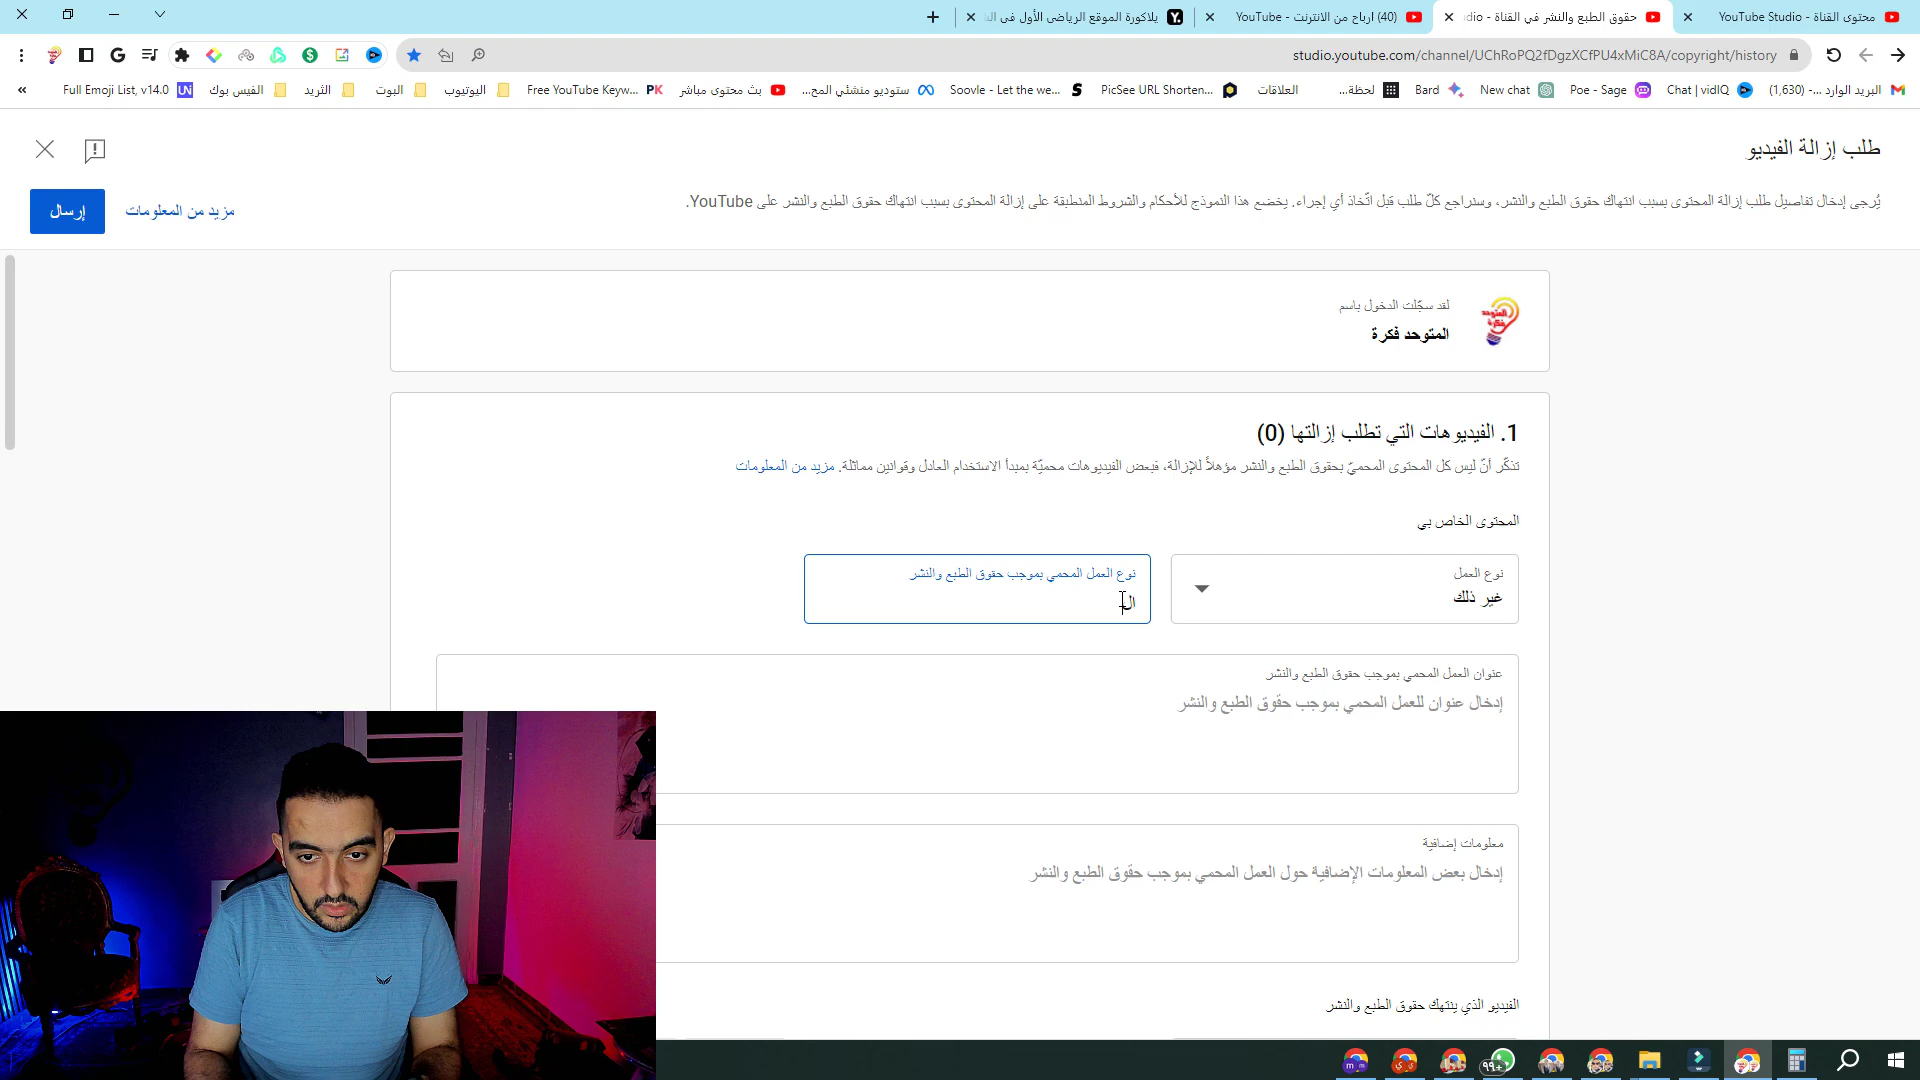 محتوى القناة - YouTube Studio
حقوق الطبع والنشر في القناة - dio
(40) ارباح من الانترنت - YouTube
يلاكورة الموقع الرياضي الأول في
studio.youtube.com/channel/UChRoPQ2fDgzXCfPU4xMiC8A/copyright/history
البريد الوارد -... (1,630)
Chat | vidIQ
Poe - Sage
New chat
Bard
لحظة...
العلاقات
PicSee URL Shorten...
Soovle - Let the we...
ستوديو منشئي المح...
بث محتوى مباشر
Free YouTube Keyw...
اليوتيوب
البوت
الثريد
الفيس بوك
Full Emoji List, v14.0
طلب إزالة الفيديو
يُرجى إدخال تفاصيل طلب إزالة المحتوى بسبب انتهاك حقوق الطبع والنشر، وسنراجع كلّ طلب قبل اتّخاذ أي إجراء. يخضع هذا النموذج للأحكام والشروط المنطبقة على إزالة المحتوى بسبب انتهاك حقوق الطبع والنشر على YouTube.
مزيد من المعلومات
إرسال
لقد سجّلت الدخول باسم
المتوحد فكرة
1. الفيديوهات التي تطلب إزالتها (0)
تذكّر أنّ ليس كل المحتوى المحميّ بحقوق الطبع والنشر مؤهلاً للإزالة، فبعض الفيديوهات محميّة بمبدأ الاستخدام العادل وقوانين مماثلة. مزيد من المعلومات
المحتوى الخاص بي
نوع العمل
غير ذلك
نوع العمل المحمي بموجب حقوق الطبع والنشر
ال
عنوان العمل المحمي بموجب حقوق الطبع والنشر
إدخال عنوان للعمل المحمي بموجب حقوق الطبع والنشر
معلومات إضافية
إدخال بعض المعلومات الإضافية حول العمل المحمي بموجب حقوق الطبع والنشر
الفيديو الذي ينتهك حقوق الطبع والنشر
+٩٩